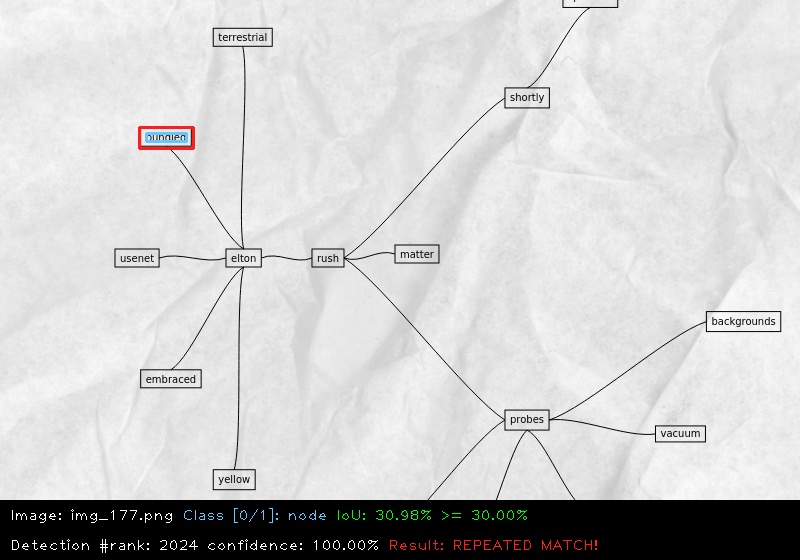 terrestrial
shortly
usenet
elton
rush
matter
backgrounds
embraced
probes
vacuum
yellow
Image: img_177.png Class [0/1]: node IoU: 30.98% >= 30.00%
Detection #rank: 2024 confidence: 100.00% Result: REPEATED MATCH!